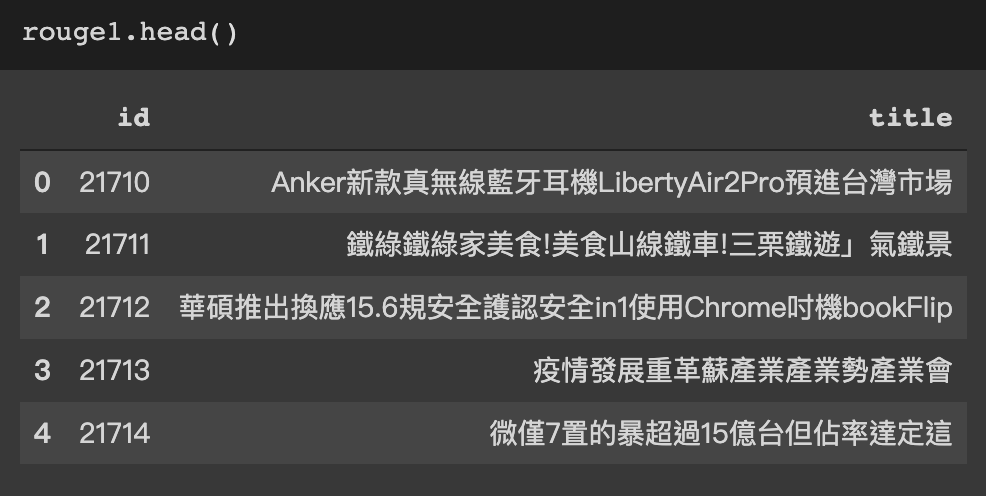 rouge1.head()
id title
0 21710 Anker新款真無線藍牙耳機LibertyAir2Pro預進台灣市場
1 21711 鐵綠鐵綠家美食!美食山線鐵車!三栗鐵遊」氣鐵景
2 21712 華碩推出換應15.6規安全護認安全in1使用Chrome吋機bookFlip
3 21713 疫情發展重革蘇產業產業勢產業會
4 21714 微僅7置的暴超過15億台但佔率達定這